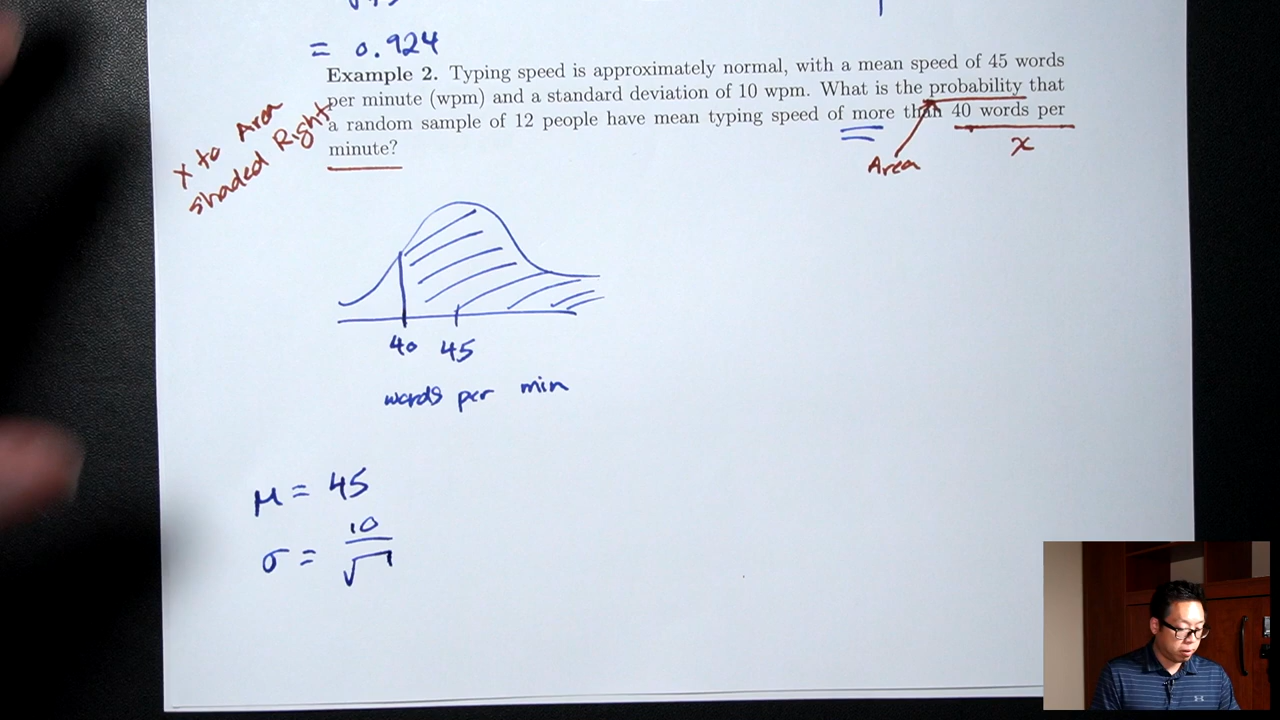 = 0.924
Example 2. Typing speed is approximately normal, with a mean speed of 45 words
per minute (wpm) and a standard deviation of 10 wpm. What is the probability that
a random sample of 12 people have mean typing speed of more than 40 words per
minute?
x to Area
shaded Right
Area
x
40 45
words per min
μ = 45
σ = 10/√